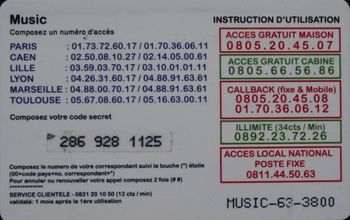 Music
Composez un numéro d'accès
PARIS : 01.73.72.60.17 / 01.70.36.06.11
CAEN : 02.50.08.10.27 / 02.14.05.00.61
LILLE : 03.59.03.70.17 / 03.10.01.03.61
LYON : 04.26.31.60.17 / 04.88.91.63.61
MARSEILLE : 04.88.00.70.17 / 04.88.91.63.61
TOULOUSE : 05.67.08.60.17 / 05.16.63.00.11
Composez votre code secret
286 928 1125
Composez le numero de votre correspondant suivi la touche (*) étoile
(00+code pays+no. correspondant+*)
Pour annuler ou renouveller votre appel composez 2 fois (# #)
SERVICE CLIENTELE - 0821 20 10 50 (12 cts / min)
validité : 1 mois après la 1ére utilisation
INSTRUCTION D'UTILISATION
ACCES GRATUIT MAISON
0805.20.45.07
ACCES GRATUIT CABINE
0805.66.56.86
CALLBACK (fixe & Mobile)
0805.20.45.08
01.70.36.06.12
ILLIMITE (34cts / Min)
0892.23.72.26
ACCES LOCAL NATIONAL
POSTE FIXE
0811.44.50.63
MUSIC-63-3800